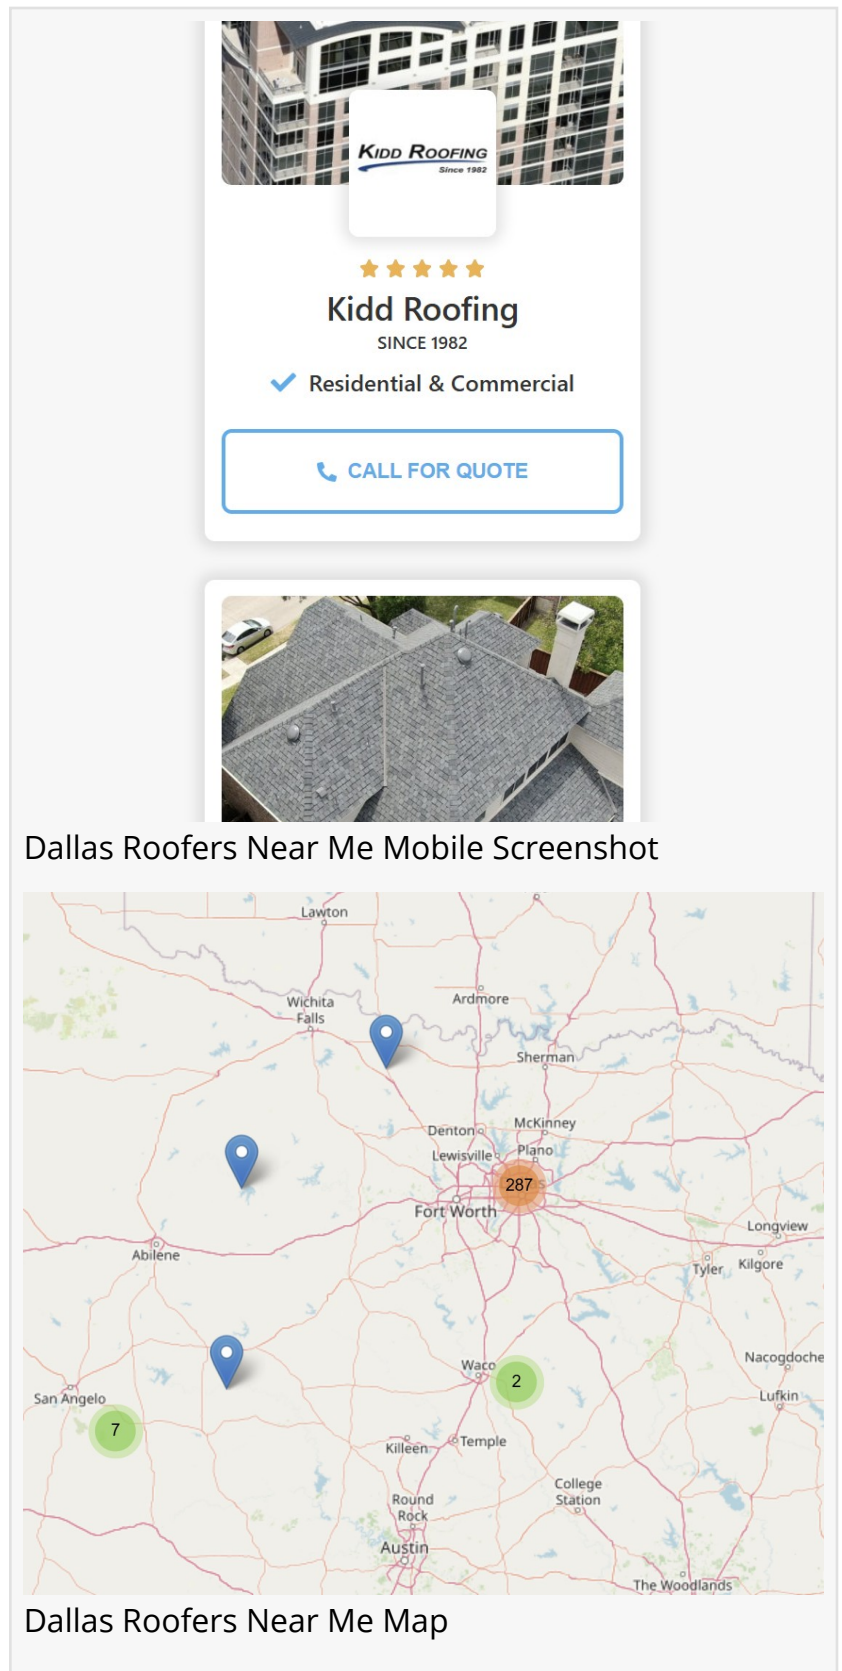 KIDD ROOFING
Since 1982
Kidd Roofing
SINCE 1982
Residential & Commercial
CALL FOR QUOTE
Dallas Roofers Near Me Mobile Screenshot
Lawton
Wichita
Falls
Ardmore
Sherman
Denton
McKinney
Lewisville
Plano
287
Fort Worth
Longview
Abilene
Tyler
Kilgore
Waco
2
Nacogdoche
San Angelo
Lufkin
7
Killeen
Temple
College
Station
Round
Rock
Austin
The Woodlands
Dallas Roofers Near Me Map